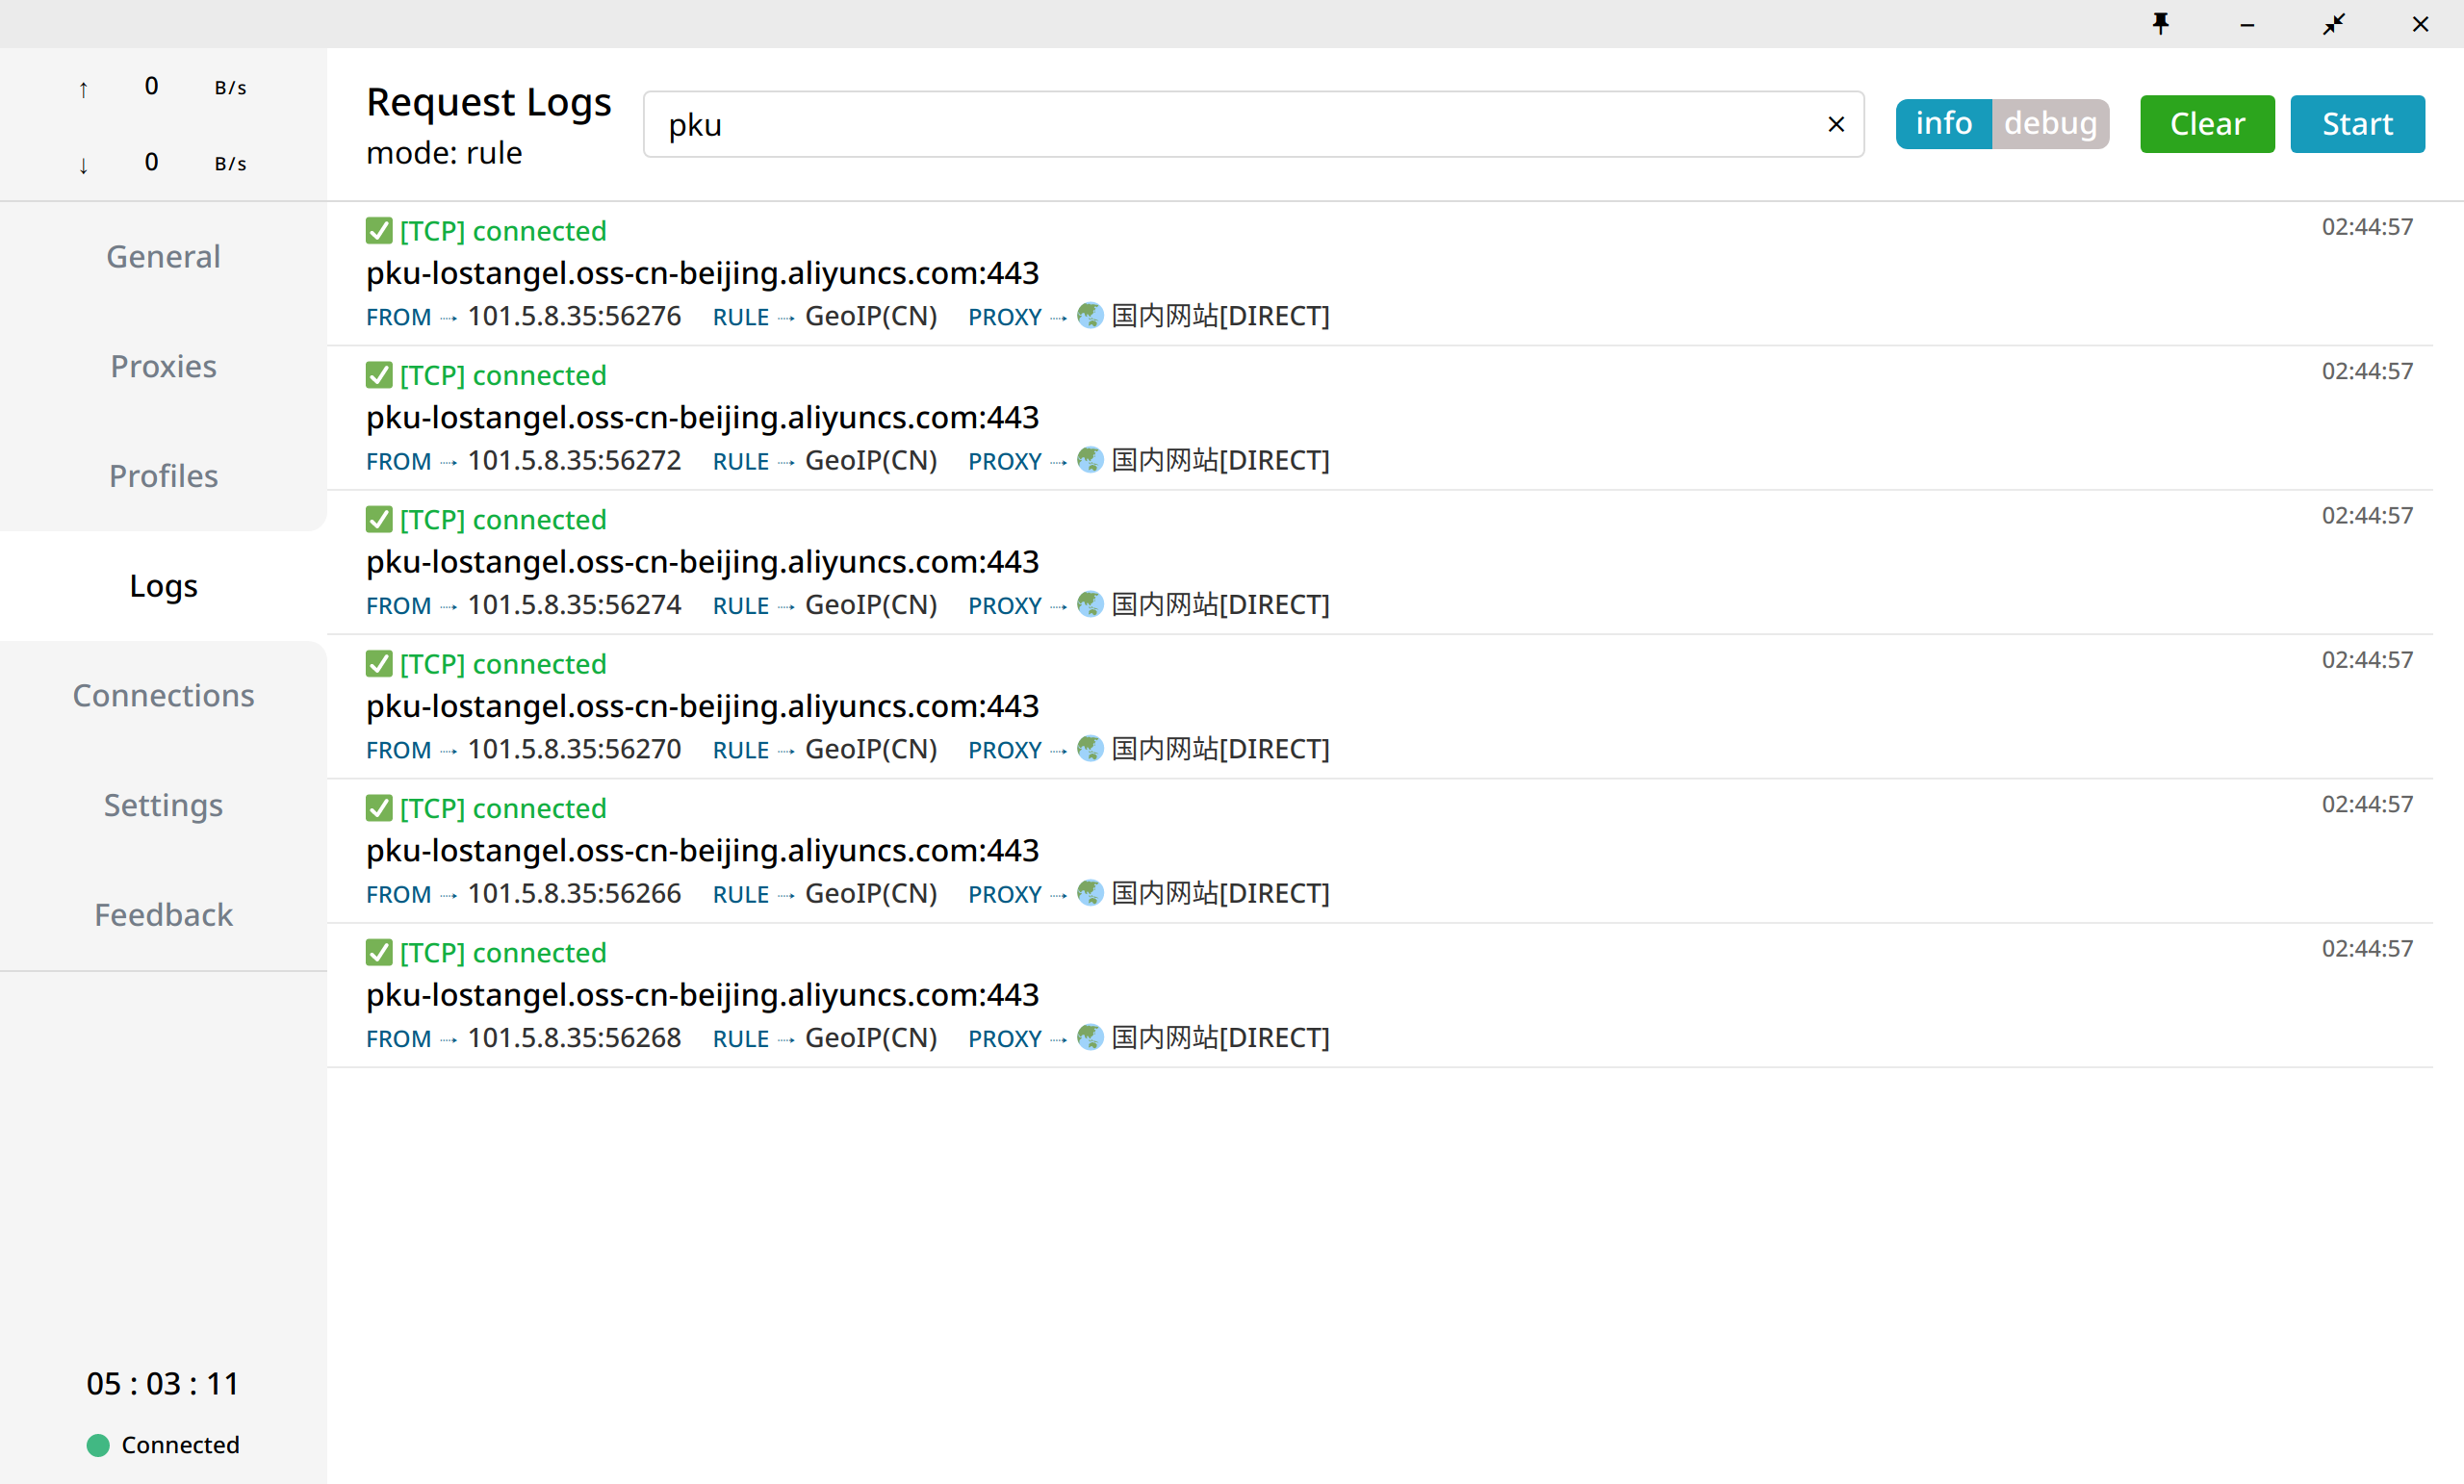 ↑ 0 B/s
↓ 0 B/s
General
Proxies
Profiles
Logs
Connections
Settings
Feedback
05 : 03 : 11
Connected
Request Logs
mode: rule
pku
info debug
Clear
Start
[TCP] connected 02:44:57
pku-lostangel.oss-cn-beijing.aliyuncs.com:443
FROM 101.5.8.35:56276 RULE GeoIP(CN) PROXY 🌏 国内网站[DIRECT]
[TCP] connected 02:44:57
pku-lostangel.oss-cn-beijing.aliyuncs.com:443
FROM 101.5.8.35:56272 RULE GeoIP(CN) PROXY 🌏 国内网站[DIRECT]
[TCP] connected 02:44:57
pku-lostangel.oss-cn-beijing.aliyuncs.com:443
FROM 101.5.8.35:56274 RULE GeoIP(CN) PROXY 🌏 国内网站[DIRECT]
[TCP] connected 02:44:57
pku-lostangel.oss-cn-beijing.aliyuncs.com:443
FROM 101.5.8.35:56270 RULE GeoIP(CN) PROXY 🌏 国内网站[DIRECT]
[TCP] connected 02:44:57
pku-lostangel.oss-cn-beijing.aliyuncs.com:443
FROM 101.5.8.35:56266 RULE GeoIP(CN) PROXY 🌏 国内网站[DIRECT]
[TCP] connected 02:44:57
pku-lostangel.oss-cn-beijing.aliyuncs.com:443
FROM 101.5.8.35:56268 RULE GeoIP(CN) PROXY 🌏 国内网站[DIRECT]